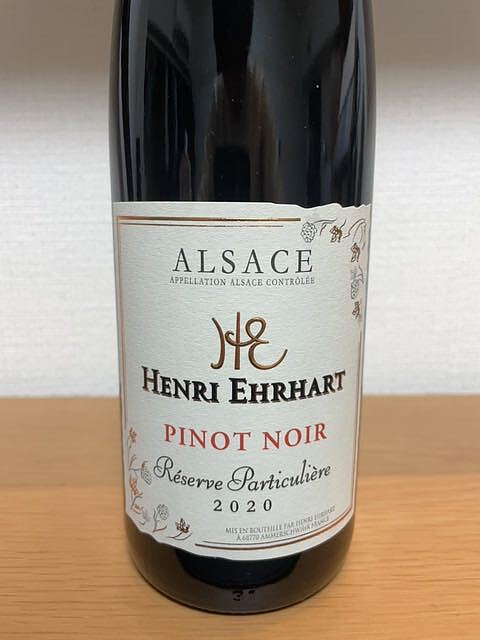 ALSACE
APPELLATION ALSACE CONTRÔLÉE
HE
HENRI EHRHART
PINOT NOIR
Réserve Particulière
2020
MIS EN BOUTEILLE PAR HENRI EHRHART
À 68770 AMMERSCHWIHR FRANCE